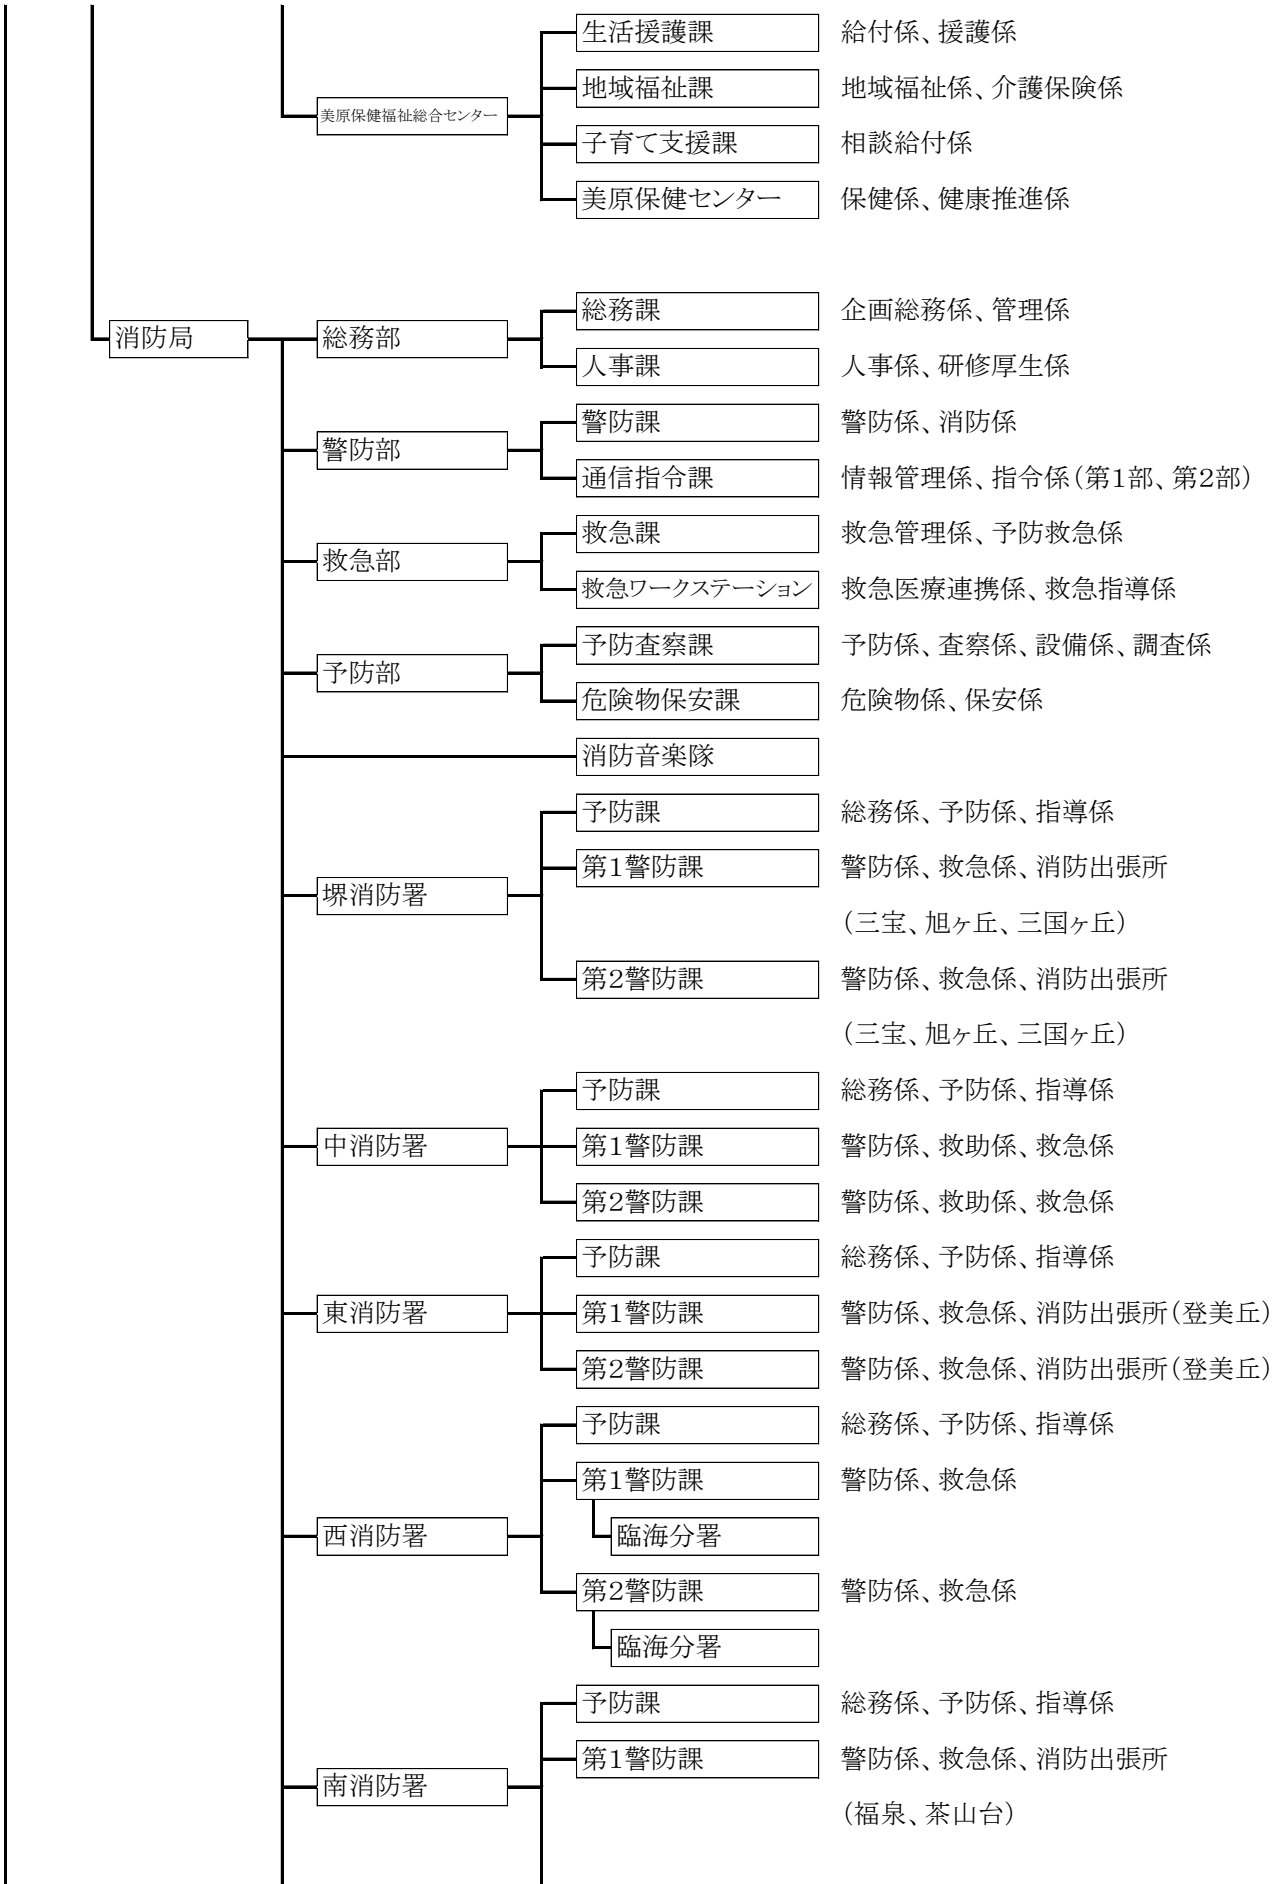 生活援護課 給付係、援護係
地域福祉課 地域福祉係、介護保険係
美原保健福祉総合センター
子育て支援課 相談給付係
美原保健センター 保健係、健康推進係
総務課 企画総務係、管理係
消防局 総務部
人事課 人事係、研修厚生係
警防課 警防係、消防係
警防部
通信指令課 情報管理係、指令係（第１部、第２部）
救急課 救急管理係、予防救急係
救急部
救急ワークステーション 救急医療連携係、救急指導係
予防査察課 予防係、査察係、設備係、調査係
予防部
危険物保安課 危険物係、保安係
消防音楽隊
予防課 総務係、予防係、指導係
第１警防課 警防係、救急係、消防出張所
堺消防署
（三宝、旭ヶ丘、三国ヶ丘）
第２警防課 警防係、救急係、消防出張所
（三宝、旭ヶ丘、三国ヶ丘）
予防課 総務係、予防係、指導係
中消防署 第１警防課 警防係、救助係、救急係
第２警防課 警防係、救助係、救急係
予防課 総務係、予防係、指導係
東消防署 第１警防課 警防係、救急係、消防出張所（登美丘）
第２警防課 警防係、救急係、消防出張所（登美丘）
予防課 総務係、予防係、指導係
第１警防課 警防係、救急係
西消防署 臨海分署
第２警防課 警防係、救急係
臨海分署
予防課 総務係、予防係、指導係
第１警防課 警防係、救急係、消防出張所
南消防署
（福泉、茶山台）